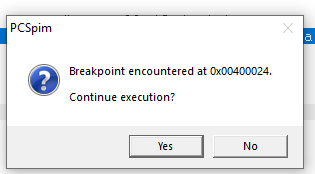 PCSpim
Breakpoint encountered at 0x00400024.
Continue execution?
Yes
No